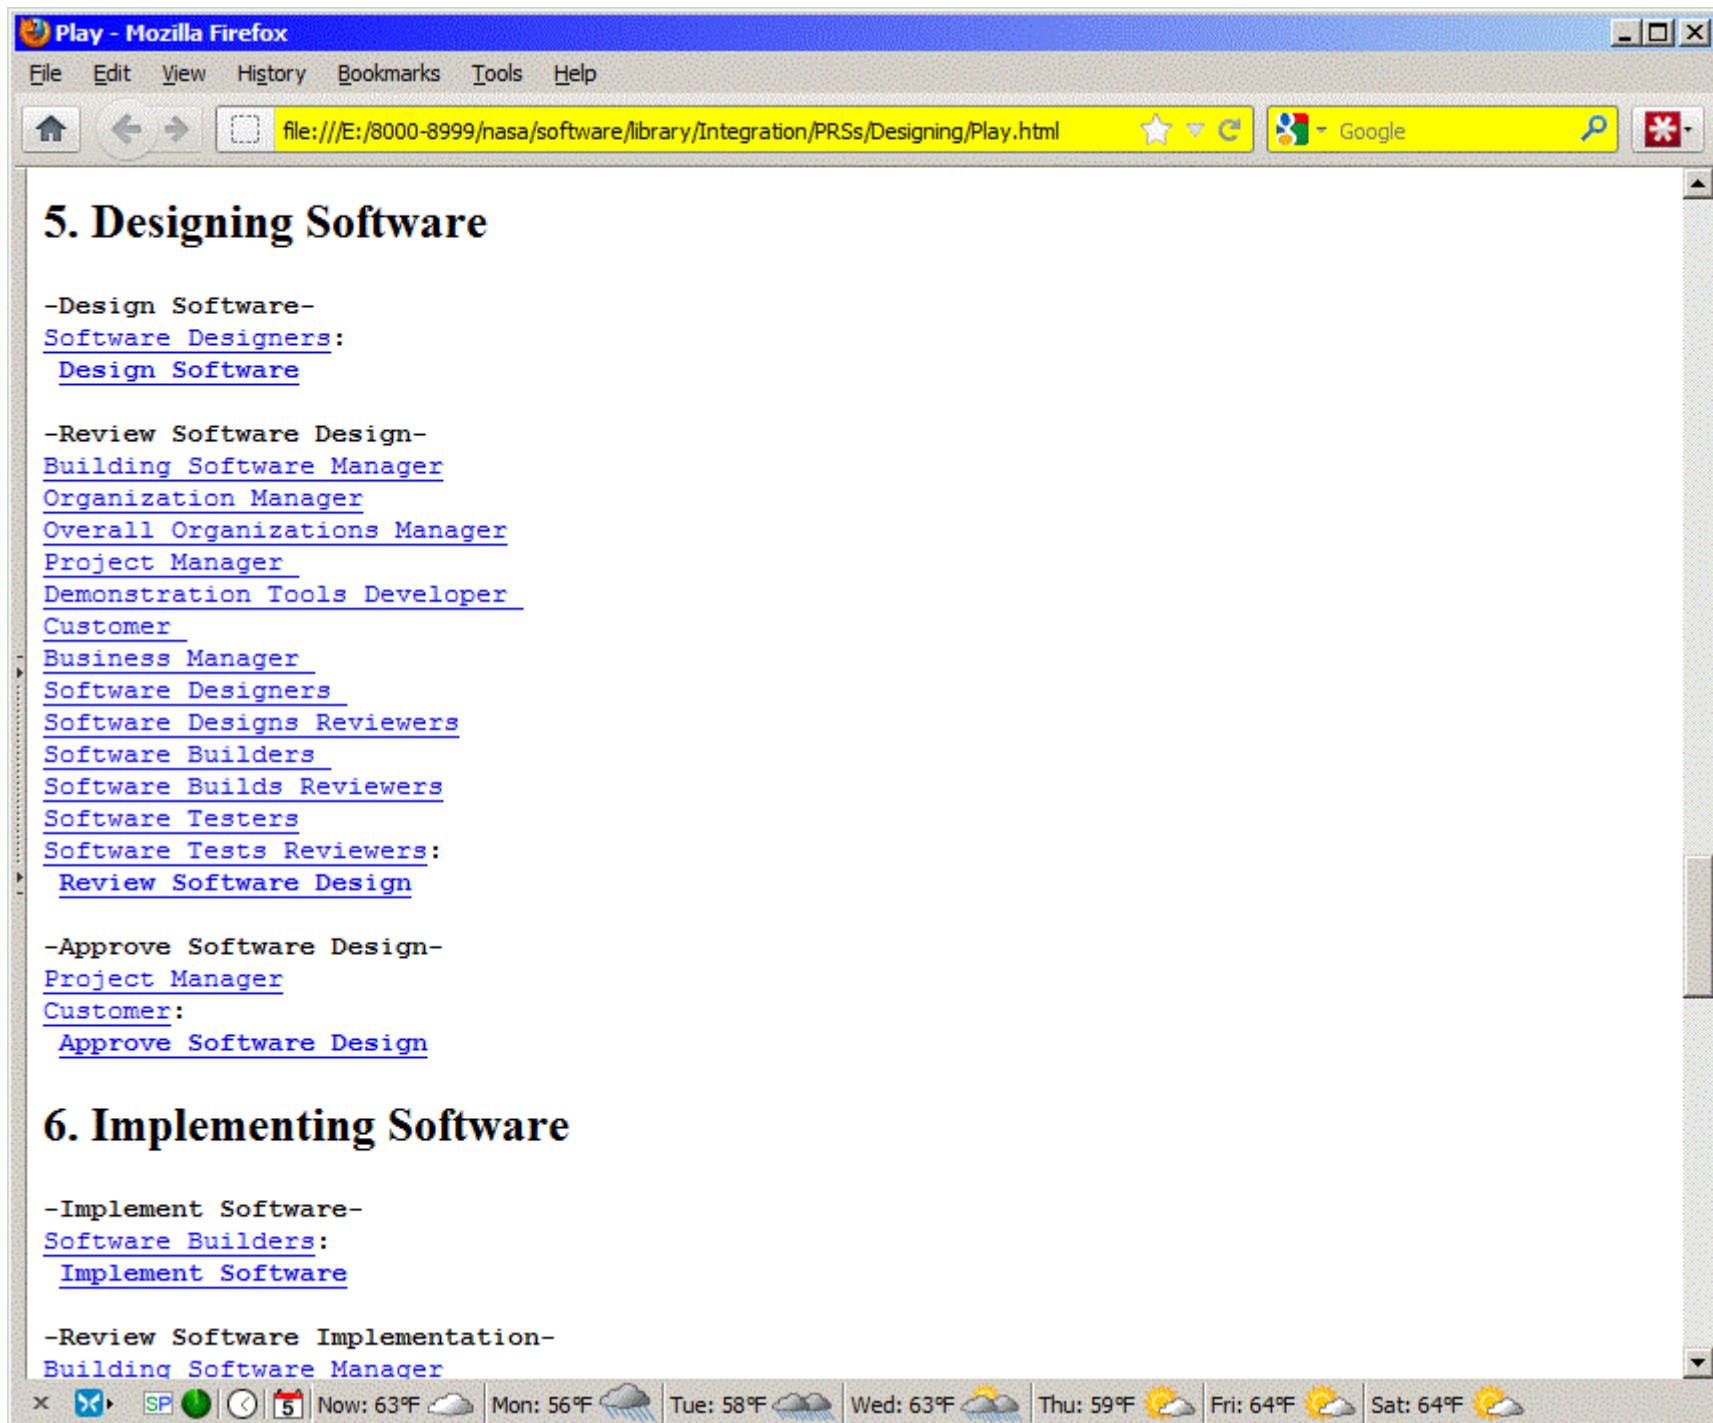 Play - Mozilla Firefox
File Edit View History Bookmarks Tools Help
file:///E:/8000-8999/nasa/software/library/Integration/PRSs/Designing/Play.html Google
5. Designing Software
-Design Software-
Software Designers:
Design Software
-Review Software Design-
Building Software Manager
Organization Manager
Overall Organizations Manager
Project Manager
Demonstration Tools Developer
Customer
Business Manager
Software Designers
Software Designs Reviewers
Software Builders
Software Builds Reviewers
Software Testers
Software Tests Reviewers:
Review Software Design
-Approve Software Design-
Project Manager
Customer:
Approve Software Design
6. Implementing Software
-Implement Software-
Software Builders:
Implement Software
-Review Software Implementation-
Building Software Manager
SP 5 Now: 63°F Mon: 56°F Tue: 58°F Wed: 63°F Thu: 59°F Fri: 64°F Sat: 64°F